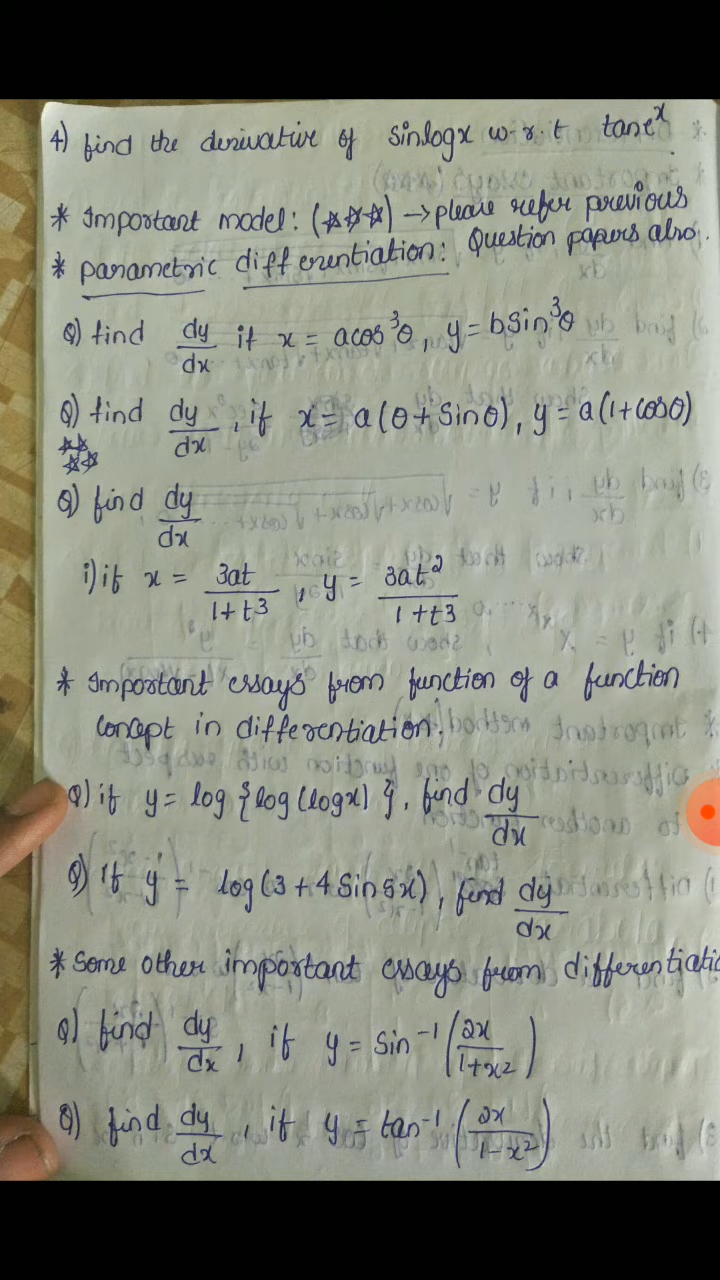 4) find the derivative of sinlogx w.r.t tane^x.
* Important model: (☆☆☆) → please refer previous
Question papers also.
* parametric differentiation:
Q) find dy/dx if x = acos³θ, y = bsin³θ
Q) find dy/dx, if x = a(θ + sinθ), y = a(1+cosθ)
☆☆
☆☆
Q) find dy/dx
i) if x = 3at/(1+t³), y = 3at²/(1+t³)
* Important essays from function of a function
concept in differentiation.
Q) if y = log{log(logx)}, find dy/dx
Q) If y = log(3+4sin5x), find dy/dx
* Some other important essays from differentiatio
Q) find dy/dx, if y = sin⁻¹(2x/(1+x²))
Q) find dy/dx, if y = tan⁻¹(2x/(1-x²))